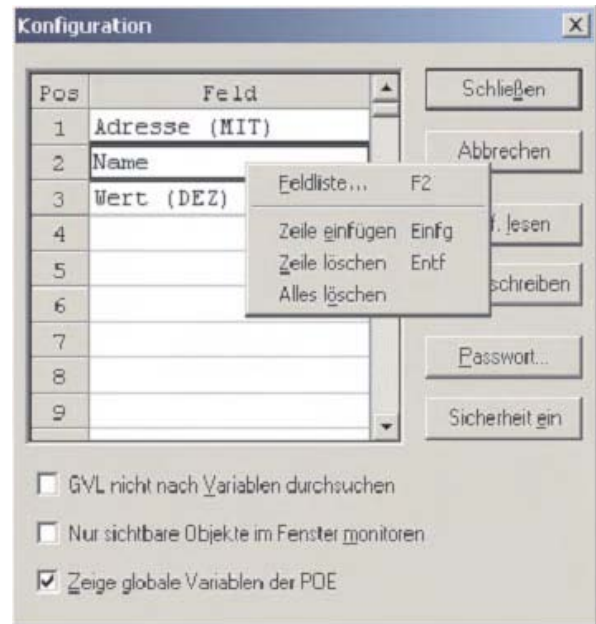 Konfiguration
Pos Feld
1 Adresse (MIT)
2 Name
3 Wert (DEZ)
4
5
6
7
8
9
Schließen
Abbrechen
lesen
schreiben
Passwort...
Sicherheit ein
Feldliste... F2
Zeile einfügen Einfg
Zeile löschen Entf
Alles löschen
GVL nicht nach Variablen durchsuchen
Nur sichtbare Objekte im Fenster monitoren
Zeige globale Variablen der POE